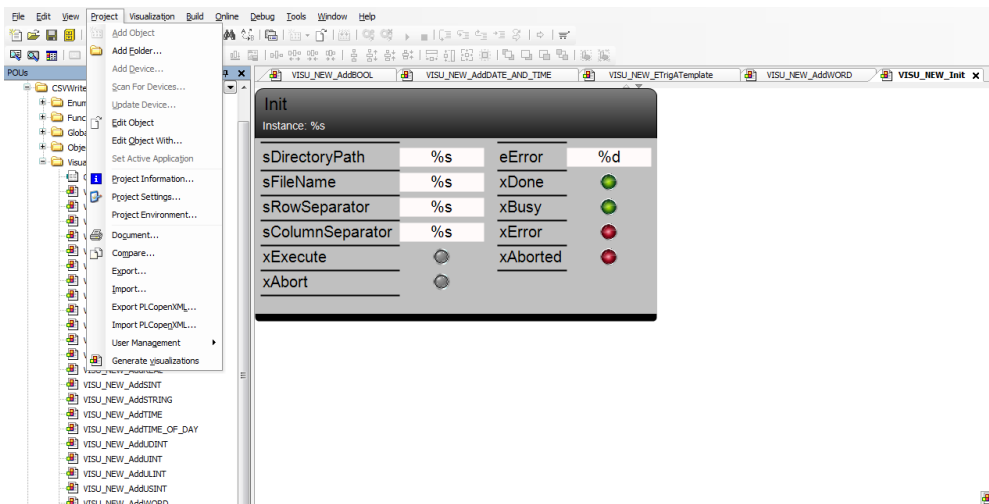 File Edit View Project Visualization Build Online Debug Tools Window Help
Add Object
Add Folder...
Add Device...
Scan For Devices...
Update Device...
Edit Object
Edit Object With...
Set Active Application
Project Information...
Project Settings...
Project Environment...
Document...
Compare...
Export...
Import...
Export PLCopenXML...
Import PLCopenXML...
User Management
Generate visualizations
POUs
CSVWrite
Enum
Func
Globa
Obje
Visua
VISU_NEW_AddSINT
VISU_NEW_AddSTRING
VISU_NEW_AddTIME
VISU_NEW_AddTIME_OF_DAY
VISU_NEW_AddUDINT
VISU_NEW_AddUINT
VISU_NEW_AddULINT
VISU_NEW_AddUSINT
VISU_NEW_AddWORD
VISU_NEW_AddBOOL VISU_NEW_AddDATE_AND_TIME VISU_NEW_ETrigATemplate VISU_NEW_AddWORD VISU_NEW_Init
Init
Instance: %s
sDirectoryPath %s eError %d
sFileName %s xDone
sRowSeparator %s xBusy
sColumnSeparator %s xError
xExecute xAborted
xAbort